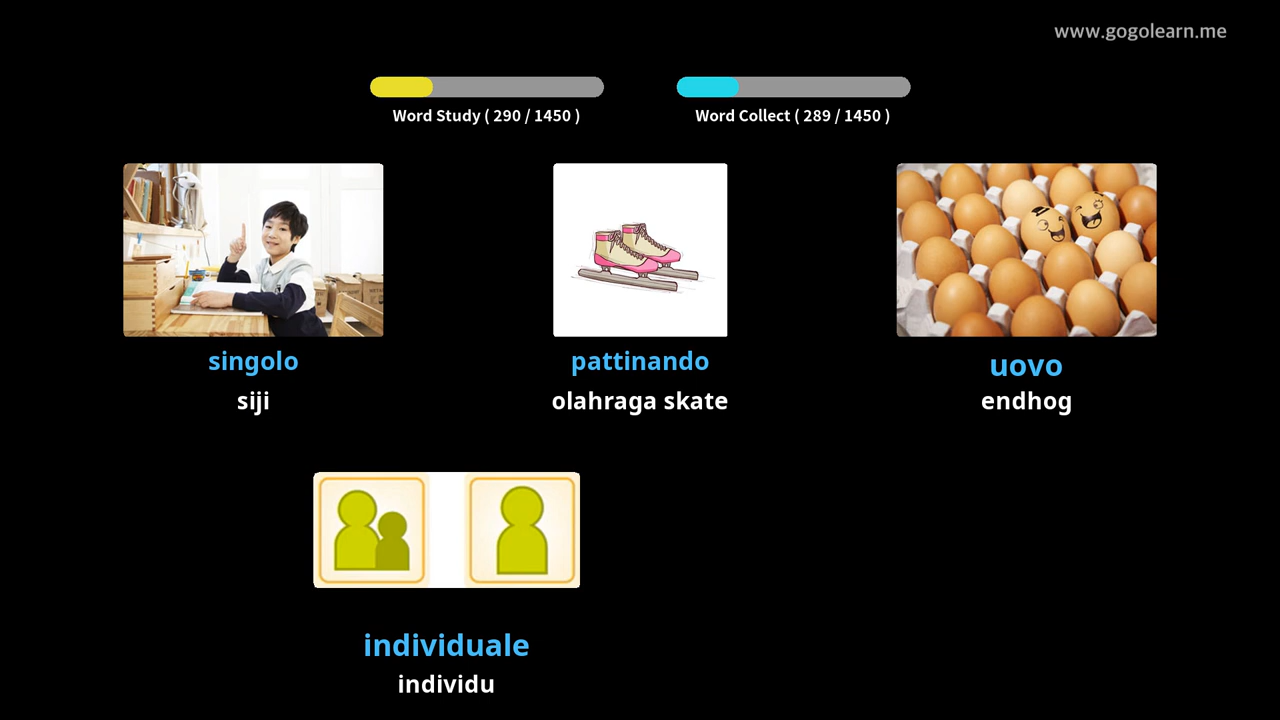 www.gogolearn.me
Word Study ( 290 / 1450 )
Word Collect ( 289 / 1450 )
singolo
siji
pattinando
olahraga skate
uovo
endhog
individuale
individu